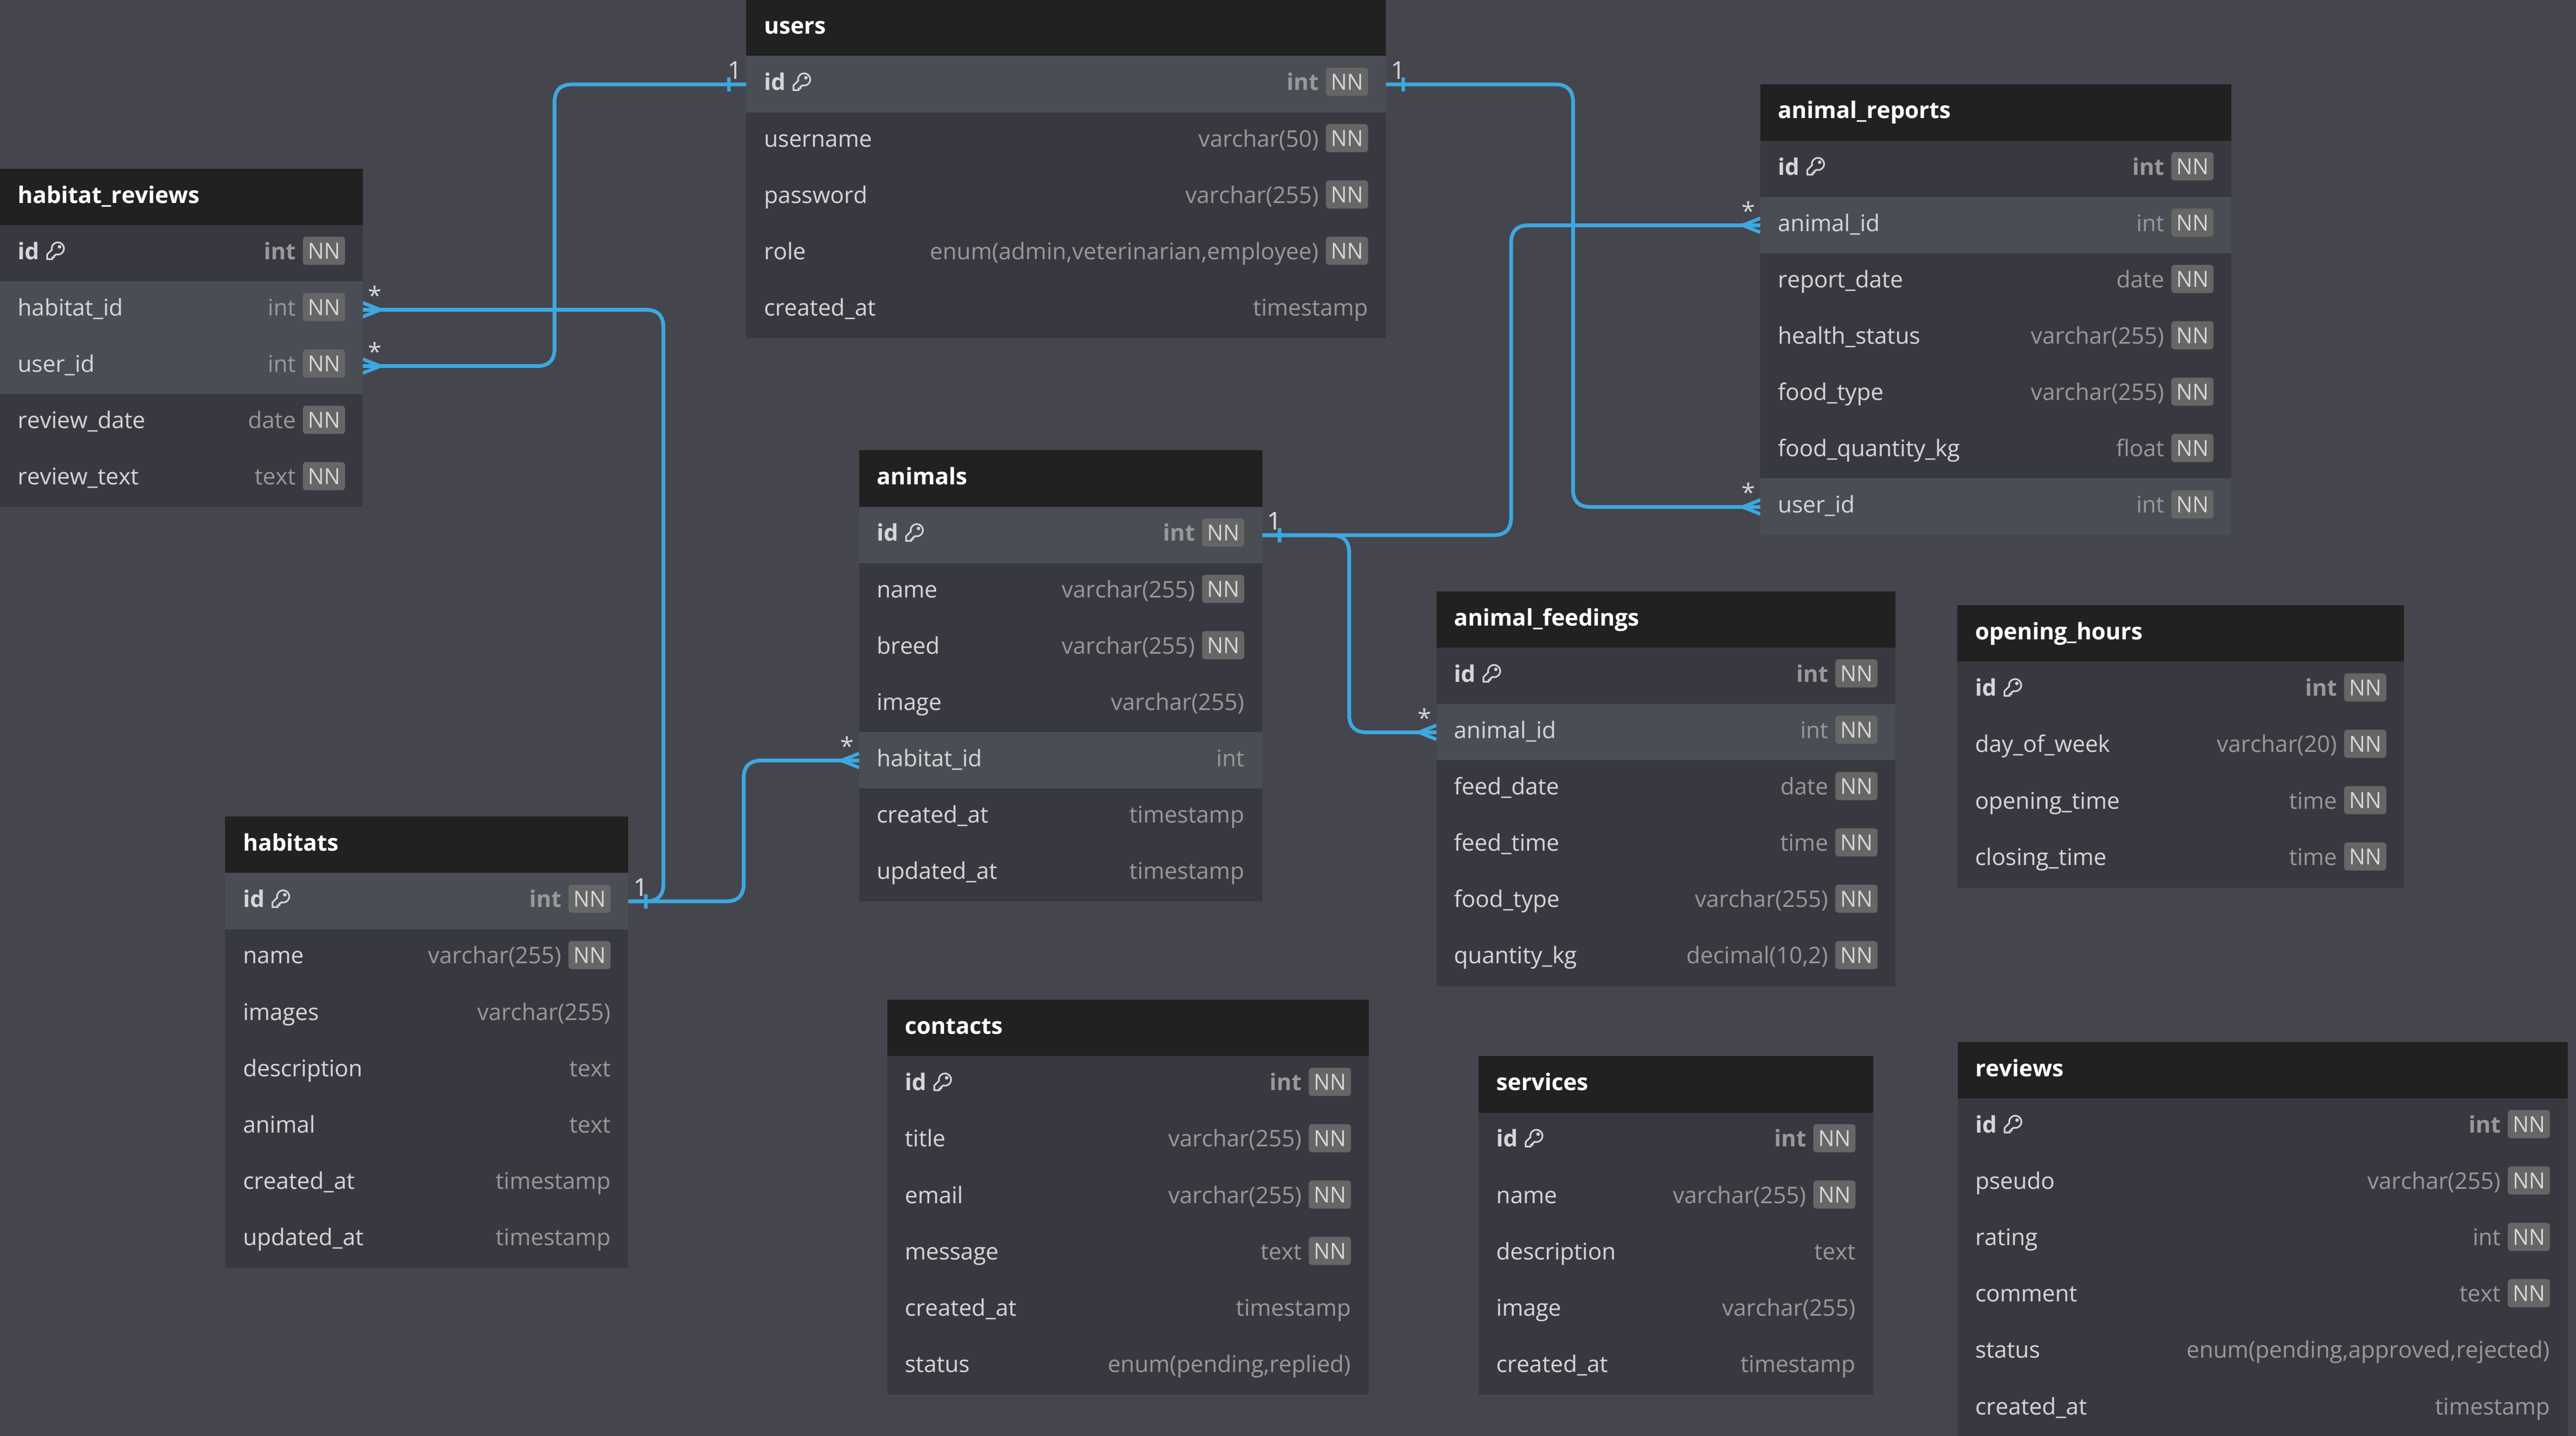 users
1
id int NN
1
username varchar(50) NN
password varchar(255) NN
role enum(admin,veterinarian,employee) NN
created_at timestamp
habitat_reviews
id int NN
*
habitat_id int NN
*
user_id int NN
review_date date NN
review_text text NN
animal_reports
id int NN
*
animal_id int NN
report_date date NN
health_status varchar(255) NN
food_type varchar(255) NN
food_quantity_kg float NN
*
user_id int NN
animals
1
id int NN
name varchar(255) NN
breed varchar(255) NN
image varchar(255)
*
habitat_id int
created_at timestamp
updated_at timestamp
animal_feedings
id int NN
*
animal_id int NN
feed_date date NN
feed_time time NN
food_type varchar(255) NN
quantity_kg decimal(10,2) NN
opening_hours
id int NN
day_of_week varchar(20) NN
opening_time time NN
closing_time time NN
habitats
1
id int NN
name varchar(255) NN
images varchar(255)
description text
animal text
created_at timestamp
updated_at timestamp
contacts
id int NN
title varchar(255) NN
email varchar(255) NN
message text NN
created_at timestamp
status enum(pending,replied)
services
id int NN
name varchar(255) NN
description text
image varchar(255)
created_at timestamp
reviews
id int NN
pseudo varchar(255) NN
rating int NN
comment text NN
status enum(pending,approved,rejected)
created_at timestamp